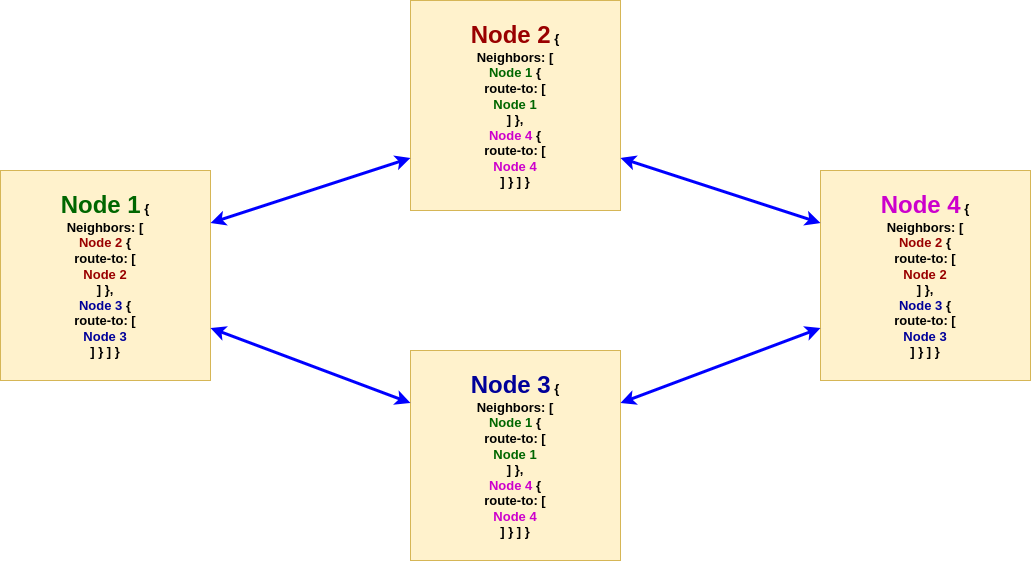 Node 2 {
Neighbors: [
Node 1 {
route-to: [
Node 1
] },
Node 4 {
route-to: [
Node 4
] } ] }
Node 1 {
Neighbors: [
Node 2 {
route-to: [
Node 2
] },
Node 3 {
route-to: [
Node 3
] } ] }
Node 4 {
Neighbors: [
Node 2 {
route-to: [
Node 2
] },
Node 3 {
route-to: [
Node 3
] } ] }
Node 3 {
Neighbors: [
Node 1 {
route-to: [
Node 1
] },
Node 4 {
route-to: [
Node 4
] } ] }